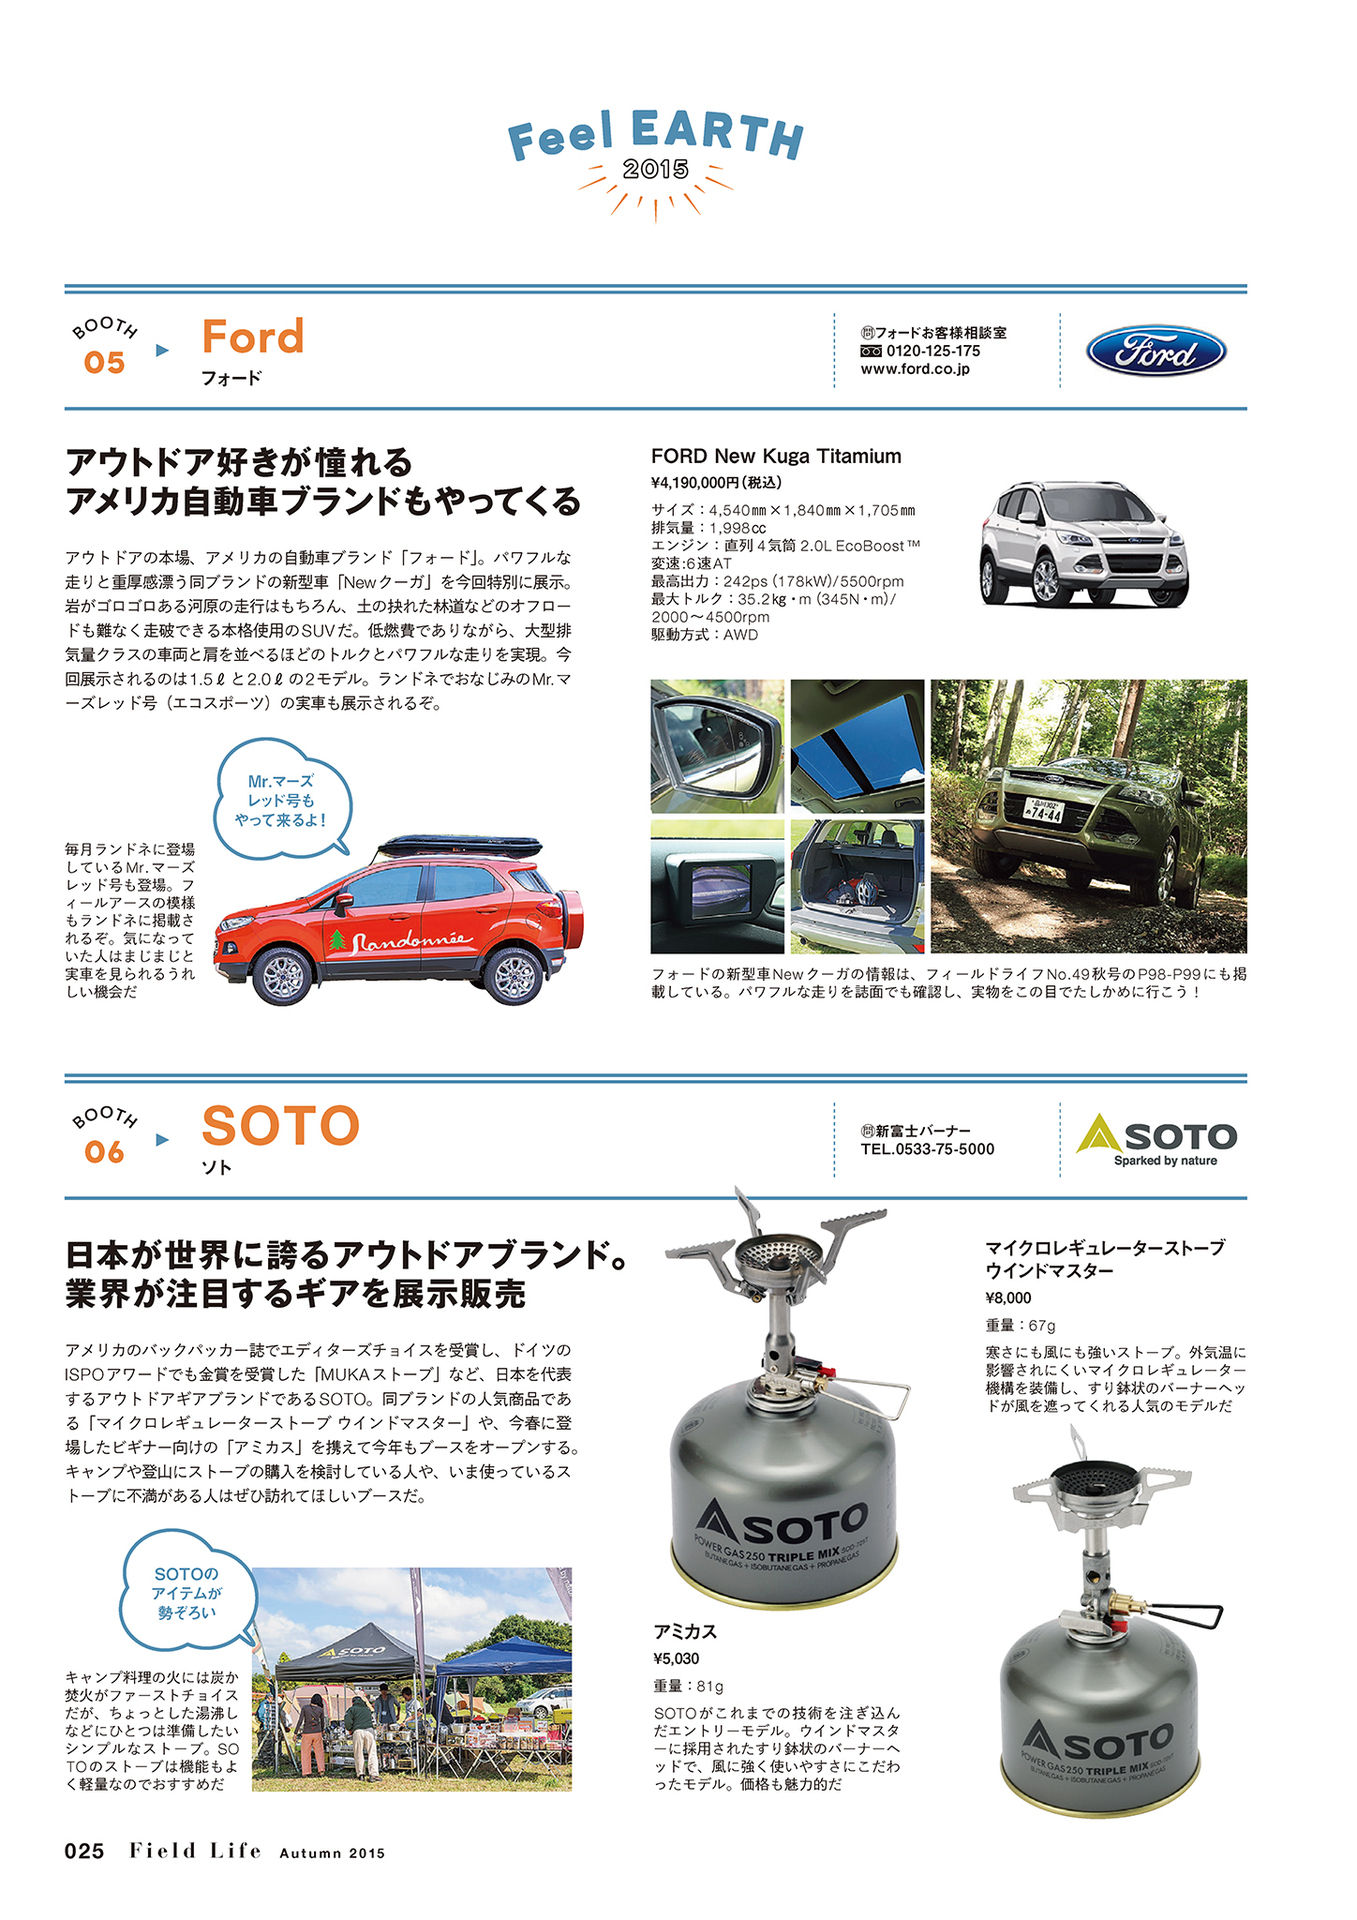 Feel EARTH
2015
BOOTH
05
Ford
フォード
㉄フォードお客様相談室
0120-125-175
www.ford.co.jp
Ford
アウトドア好きが憧れる
アメリカ自動車ブランドもやってくる
アウトドアの本場、アメリカの自動車ブランド「フォード」。パワフルな
走りと重厚感漂う同ブランドの新型車「Newクーガ」を今回特別に展示。
岩がゴロゴロある河原の走行はもちろん、土の抉れた林道などのオフロー
ドも難なく走破できる本格使用のSUVだ。低燃費でありながら、大型排
気量クラスの車両と肩を並べるほどのトルクとパワフルな走りを実現。今
回展示されるのは1.5ℓと2.0ℓの2モデル。ランドネでおなじみのMr.マ
ーズレッド号（エコスポーツ）の実車も展示されるぞ。
Mr.マーズ
レッド号も
やって来るよ！
毎月ランドネに登場
しているMr.マーズ
レッド号も登場。フ
ィールアースの模様
もランドネに掲載さ
れるぞ。気になって
いた人はまじまじと
実車を見られるうれ
しい機会だ
Randonnée
FORD New Kuga Titamium
¥4,190,000円（税込）
サイズ：4,540㎜×1,840㎜×1,705㎜
排気量：1,998㏄
エンジン：直列4気筒 2.0L EcoBoost™
変速:6速AT
最高出力：242ps（178kW）/5500rpm
最大トルク：35.2㎏・m（345N・m）/
2000〜4500rpm
駆動方式：AWD
74-44
フォードの新型車Newクーガの情報は、フィールドライフNo.49秋号のP98-P99にも掲
載している。パワフルな走りを誌面でも確認し、実物をこの目でたしかめに行こう！
BOOTH
06
SOTO
ソト
㉄新富士バーナー
TEL.0533-75-5000
SOTO
Sparked by nature
日本が世界に誇るアウトドアブランド。
業界が注目するギアを展示販売
アメリカのバックパッカー誌でエディターズチョイスを受賞し、ドイツの
ISPOアワードでも金賞を受賞した「MUKAストーブ」など、日本を代表
するアウトドアギアブランドであるSOTO。同ブランドの人気商品であ
る「マイクロレギュレーターストーブ ウインドマスター」や、今春に登
場したビギナー向けの「アミカス」を携えて今年もブースをオープンする。
キャンプや登山にストーブの購入を検討している人や、いま使っているス
トーブに不満がある人はぜひ訪れてほしいブースだ。
SOTOの
アイテムが
勢ぞろい
キャンプ料理の火には炭か
焚火がファーストチョイス
だが、ちょっとした湯沸し
などにひとつは準備したい
シンプルなストーブ。SO
TOのストーブは機能もよ
く軽量なのでおすすめだ
SOTO
Sparked by nature
SOTO
POWER GAS 250 TRIPLE MIX SOD-725T
BUTANE GAS + ISOBUTANE GAS + PROPANE GAS
アミカス
¥5,030
重量：81g
SOTOがこれまでの技術を注ぎ込ん
だエントリーモデル。ウインドマスタ
ーに採用されたすり鉢状のバーナーヘ
ッドで、風に強く使いやすさにこだわ
ったモデル。価格も魅力的だ
マイクロレギュレーターストーブ
ウインドマスター
¥8,000
重量：67g
寒さにも風にも強いストーブ。外気温に
影響されにくいマイクロレギュレーター
機構を装備し、すり鉢状のバーナーヘッ
ドが風を遮ってくれる人気のモデルだ
SOTO
POWER GAS 250 TRIPLE MIX SOD-725T
BUTANE GAS + ISOBUTANE GAS + PROPANE GAS
025 Field Life Autumn 2015